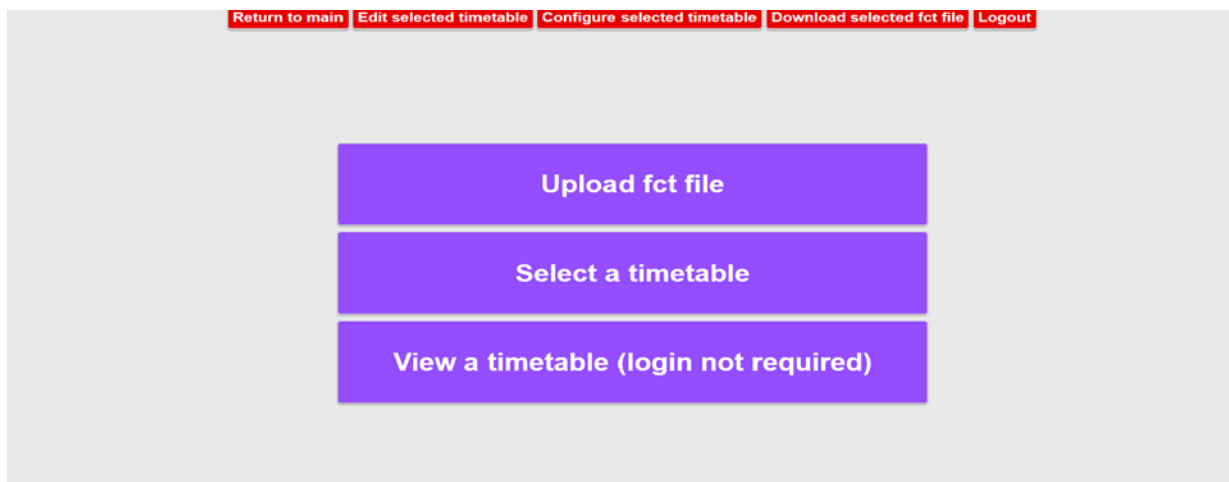 Return to main Edit selected timetable Configure selected timetable Download selected fct file Logout
Upload fct file
Select a timetable
View a timetable (login not required)